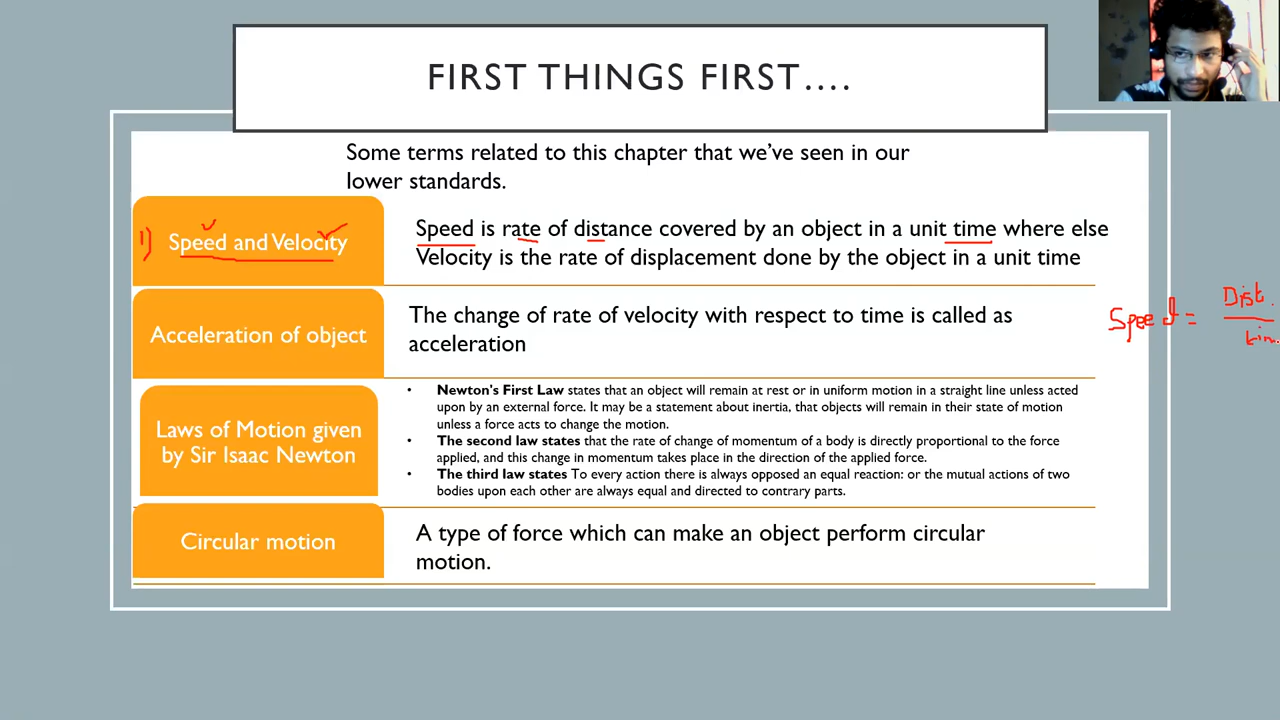 FIRST THINGS FIRST….
Some terms related to this chapter that we've seen in our
lower standards.
1) Speed and Velocity
Speed is rate of distance covered by an object in a unit time where else
Velocity is the rate of displacement done by the object in a unit time
Speed = Dist.
tim
Acceleration of object
The change of rate of velocity with respect to time is called as
acceleration
Laws of Motion given
by Sir Isaac Newton
• Newton's First Law states that an object will remain at rest or in uniform motion in a straight line unless acted
upon by an external force. It may be a statement about inertia, that objects will remain in their state of motion
unless a force acts to change the motion.
• The second law states that the rate of change of momentum of a body is directly proportional to the force
applied, and this change in momentum takes place in the direction of the applied force.
• The third law states To every action there is always opposed an equal reaction: or the mutual actions of two
bodies upon each other are always equal and directed to contrary parts.
Circular motion
A type of force which can make an object perform circular
motion.